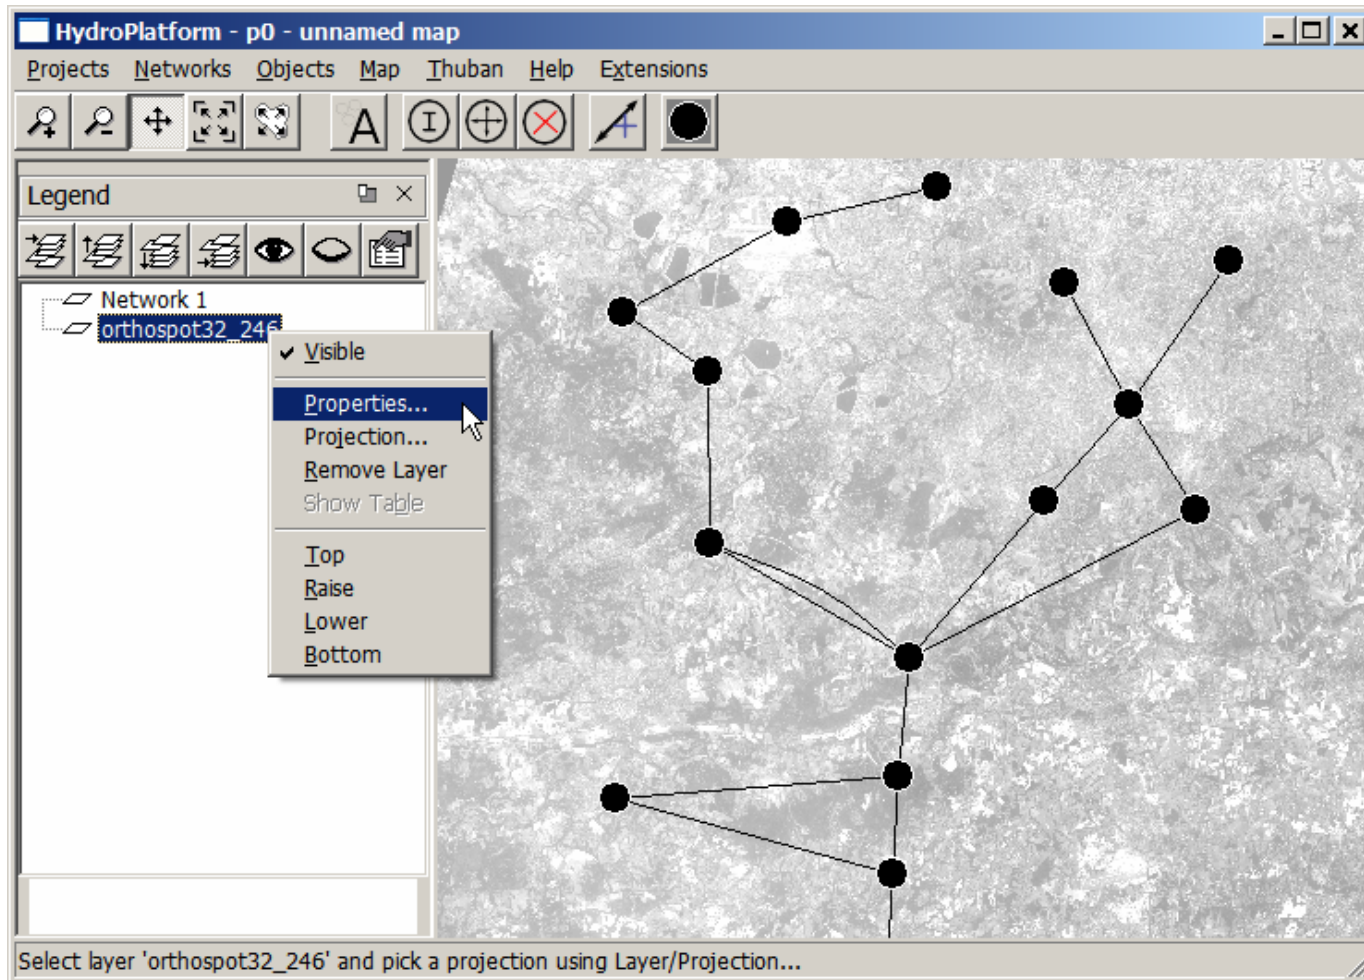 HydroPlatform - p0 - unnamed map
Projects Networks Objects Map Thuban Help Extensions
A I
Legend
Network 1
orthospot32_246
Visible
Properties...
Projection...
Remove Layer
Show Table
Top
Raise
Lower
Bottom
Select layer 'orthospot32_246' and pick a projection using Layer/Projection...